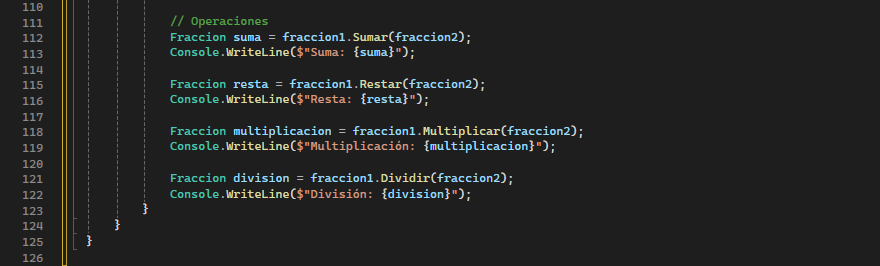 110
111 // Operaciones
112 Fraccion suma = fraccion1.Sumar(fraccion2);
113 Console.WriteLine($"Suma: {suma}");
114
115 Fraccion resta = fraccion1.Restar(fraccion2);
116 Console.WriteLine($"Resta: {resta}");
117
118 Fraccion multiplicacion = fraccion1.Multiplicar(fraccion2);
119 Console.WriteLine($"Multiplicación: {multiplicacion}");
120
121 Fraccion division = fraccion1.Dividir(fraccion2);
122 Console.WriteLine($"División: {division}");
123 }
124 }
125 }
126